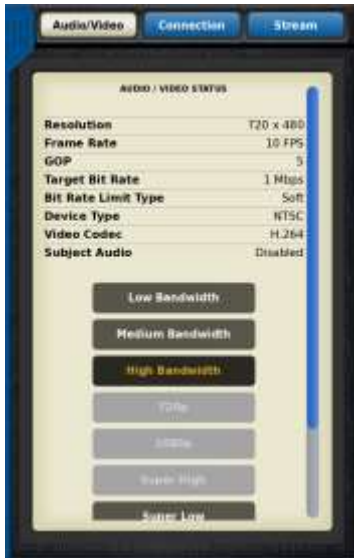 Audio/Video Connection Stream
AUDIO / VIDEO STATUS
Resolution 720 x 480
Frame Rate 10 FPS
GOP 5
Target Bit Rate 1 Mbps
Bit Rate Limit Type Soft
Device Type NTSC
Video Codec H.264
Subject Audio Disabled
Low Bandwidth
Medium Bandwidth
High Bandwidth
720p
1080p
Super High
Super Low